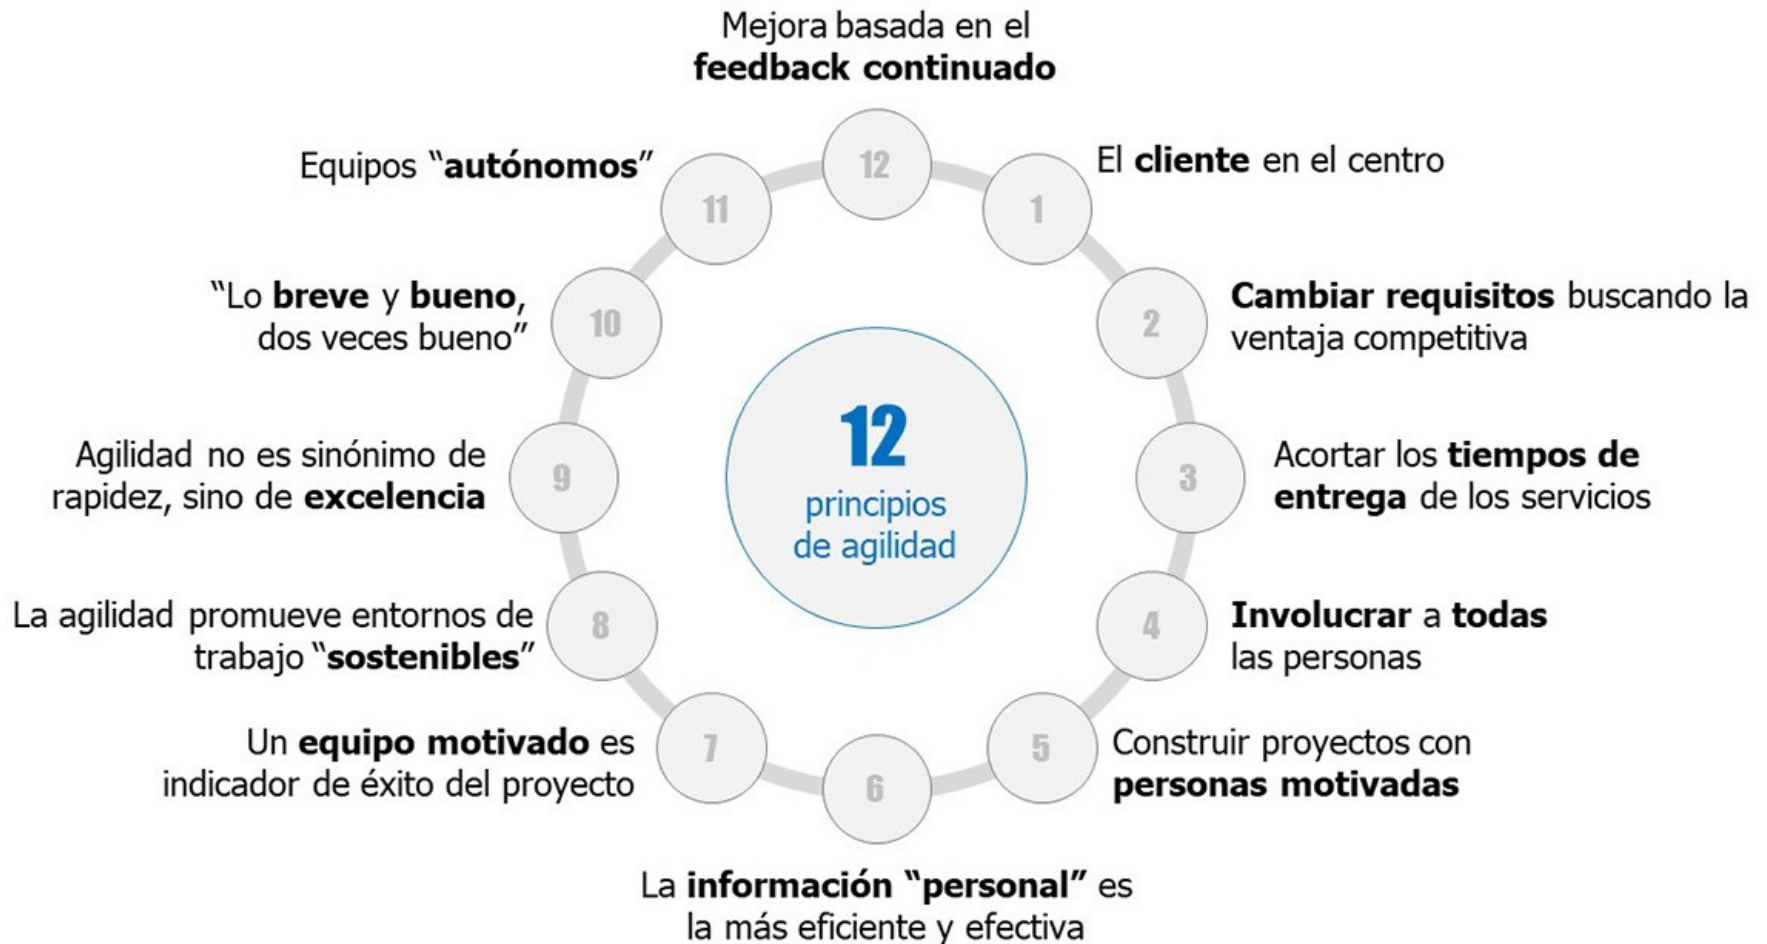 Mejora basada en el
feedback continuado
12
El cliente en el centro
1
Cambiar requisitos buscando la
ventaja competitiva
2
Acortar los tiempos de
entrega de los servicios
3
Involucrar a todas
las personas
4
Construir proyectos con
personas motivadas
5
La información “personal” es
la más eficiente y efectiva
6
Un equipo motivado es
indicador de éxito del proyecto
7
La agilidad promueve entornos de
trabajo “sostenibles”
8
Agilidad no es sinónimo de
rapidez, sino de excelencia
9
“Lo breve y bueno,
dos veces bueno”
10
Equipos “autónomos”
11
12
principios
de agilidad